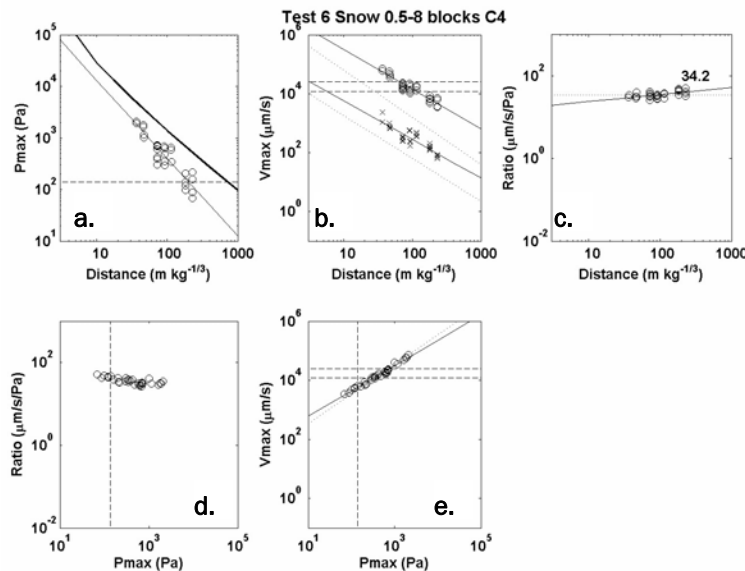 Test 6 Snow 0.5-8 blocks C4
10^5
10^4
10^3
10^2
10^1
Pmax (Pa)
a.
10
100
1000
Distance (m kg^-1/3)
10^6
10^4
10^2
10^0
Vmax (μm/s)
b.
10
100
1000
Distance (m kg^-1/3)
10^2
10^0
10^-2
Ratio (μm/s/Pa)
34.2
c.
10
100
1000
Distance (m kg^-1/3)
10^2
10^0
10^-2
Ratio (μm/s/Pa)
d.
10^1
10^3
10^5
Pmax (Pa)
10^6
10^4
10^2
10^0
Vmax (μm/s)
e.
10^1
10^3
10^5
Pmax (Pa)